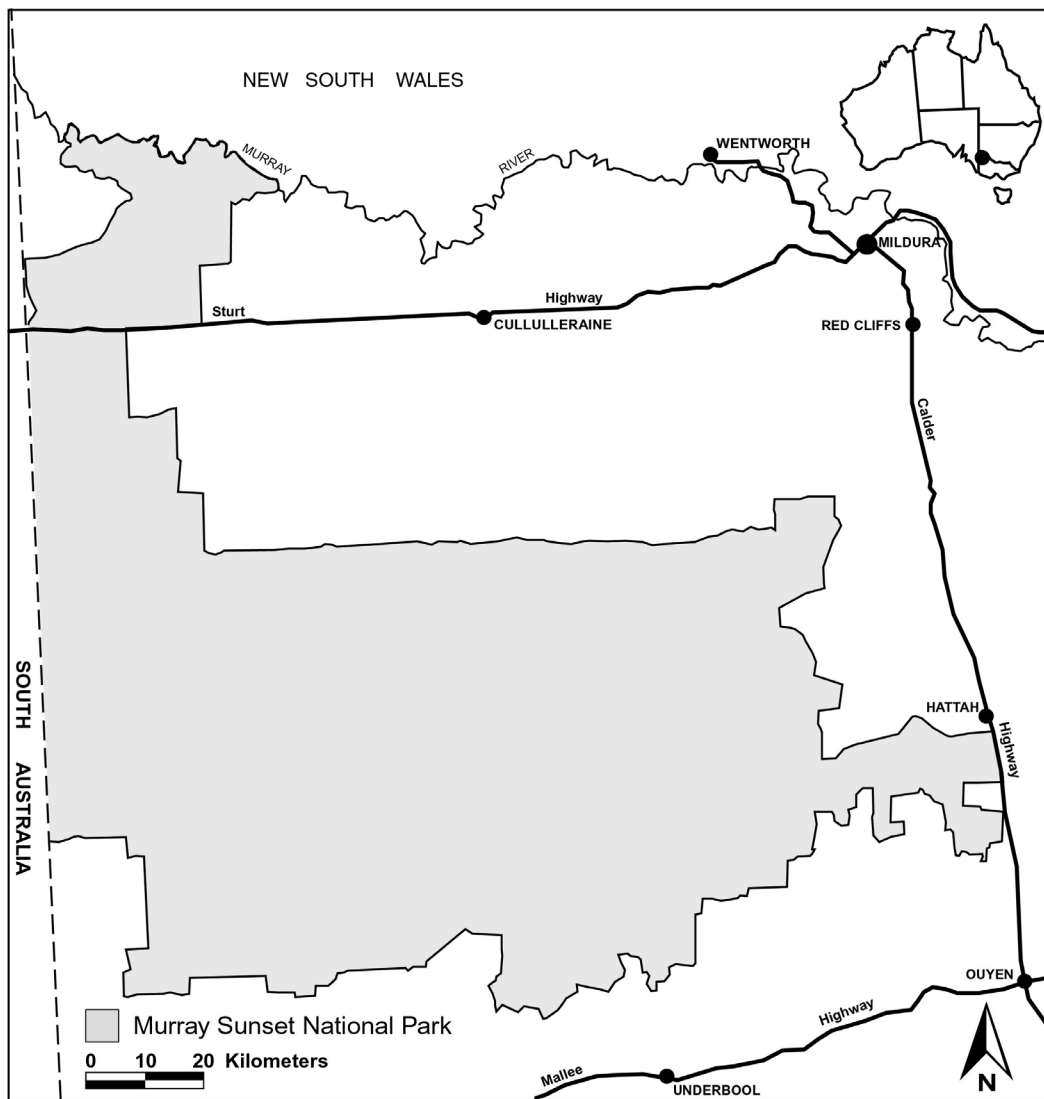 NEW SOUTH WALES
MURRAY
RIVER
WENTWORTH
MILDURA
Sturt
Highway
CULLULLERAINE
RED CLIFFS
Calder
HATTAH
Highway
SOUTH AUSTRALIA
OUYEN
Highway
Mallee
UNDERBOOL
Murray Sunset National Park
0 10 20 Kilometers
N